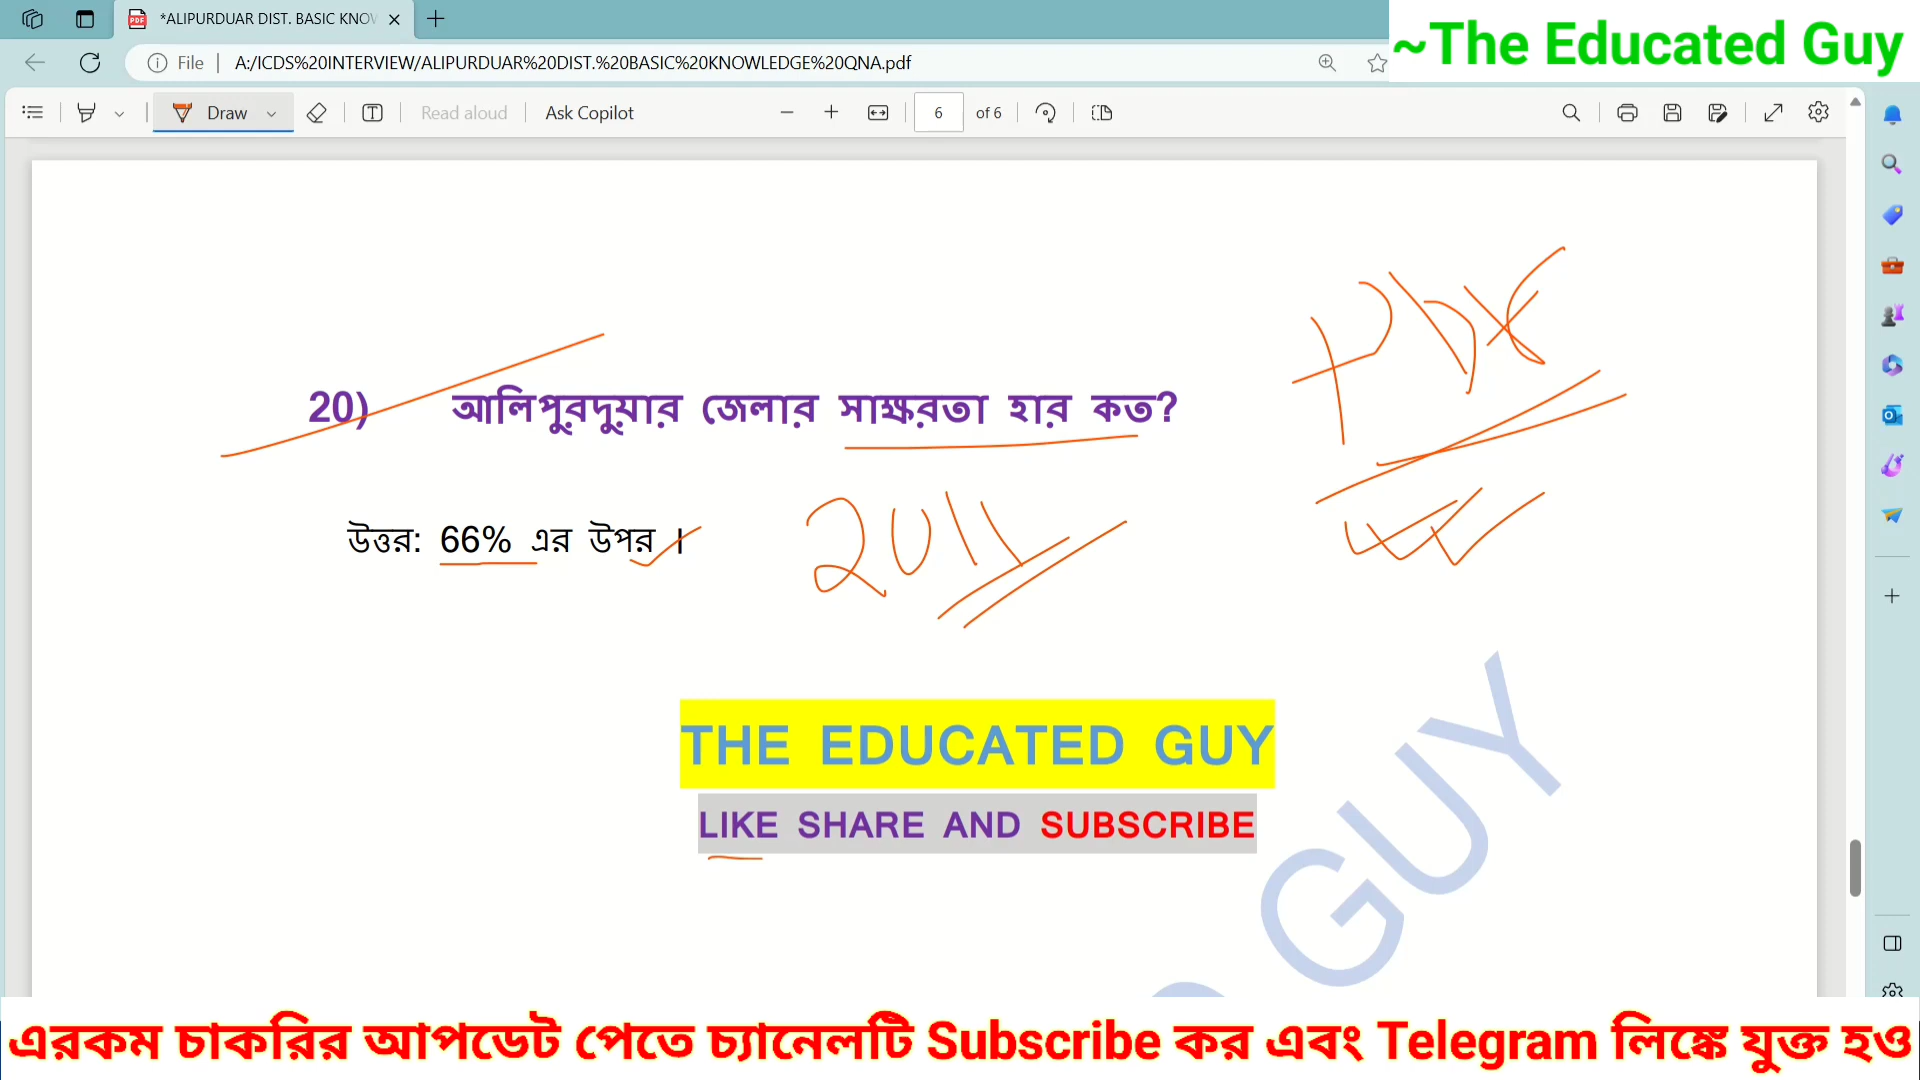 *ALIPURDUAR DIST. BASIC KNOW
~The Educated Guy
File
A:/ICDS%20INTERVIEW/ALIPURDUAR%20DIST.%20BASIC%20KNOWLEDGE%20QNA.pdf
Draw
Read aloud
Ask Copilot
6 of 6
PDF
20) আলিপুরদুয়ার জেলার সাক্ষরতা হার কত?
উত্তর: 66% এর উপর ।
2011
THE EDUCATED GUY
LIKE SHARE AND SUBSCRIBE
GUY
এরকম চাকরির আপডেট পেতে চ্যানেলটি Subscribe কর এবং Telegram লিঙ্কে যুক্ত হও